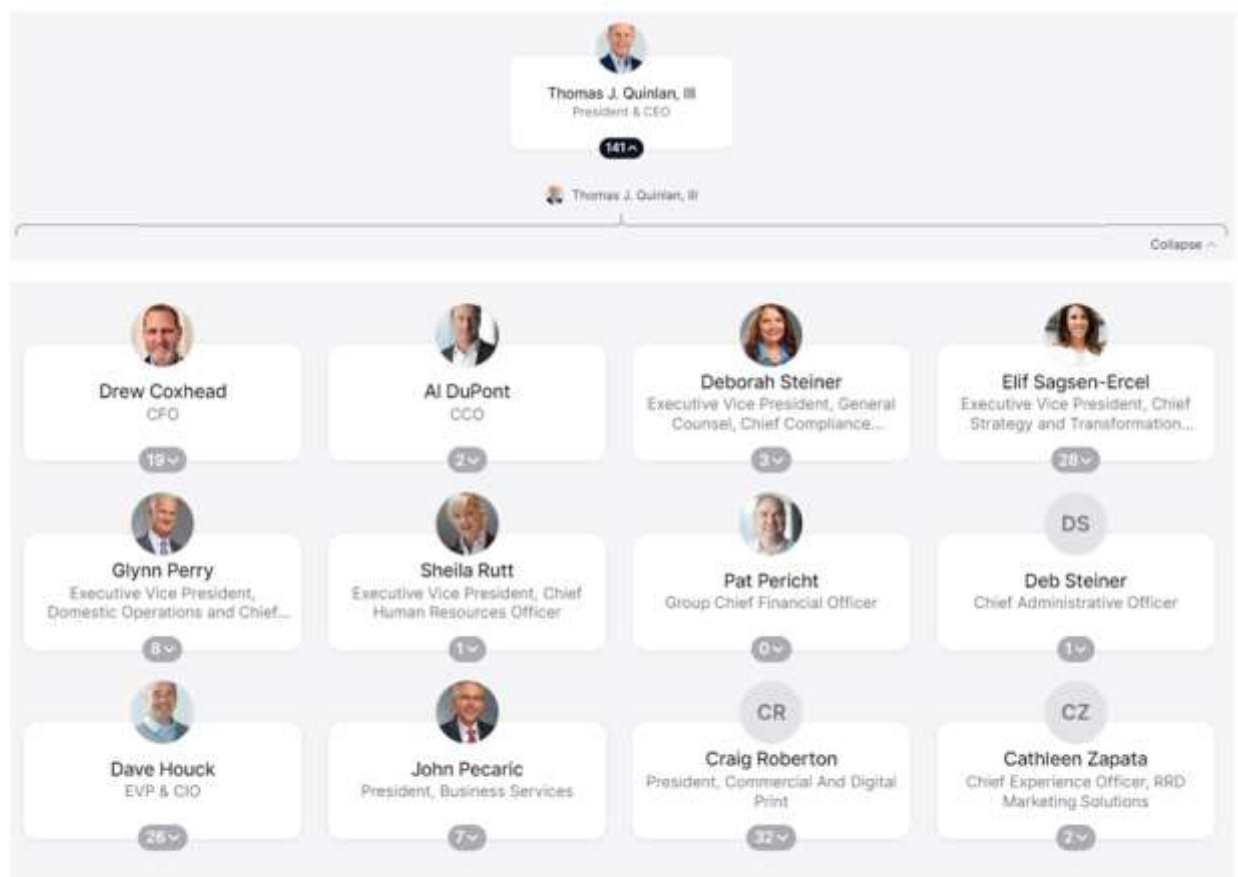 Thomas J. Quinlan, III
President & CEO
141
Thomas J. Quinlan, III
Collapse
Drew Coxhead
CFO
19
Al DuPont
CCO
2
Deborah Steiner
Executive Vice President, General
Counsel, Chief Compliance...
3
Elif Sagsen-Ercel
Executive Vice President, Chief
Strategy and Transformation...
28
Glynn Perry
Executive Vice President,
Domestic Operations and Chief...
8
Sheila Rutt
Executive Vice President, Chief
Human Resources Officer
1
Pat Pericht
Group Chief Financial Officer
0
DS
Deb Steiner
Chief Administrative Officer
1
Dave Houck
EVP & CIO
26
John Pecaric
President, Business Services
7
CR
Craig Roberton
President, Commercial And Digital
Print
32
CZ
Cathleen Zapata
Chief Experience Officer, RRD
Marketing Solutions
2